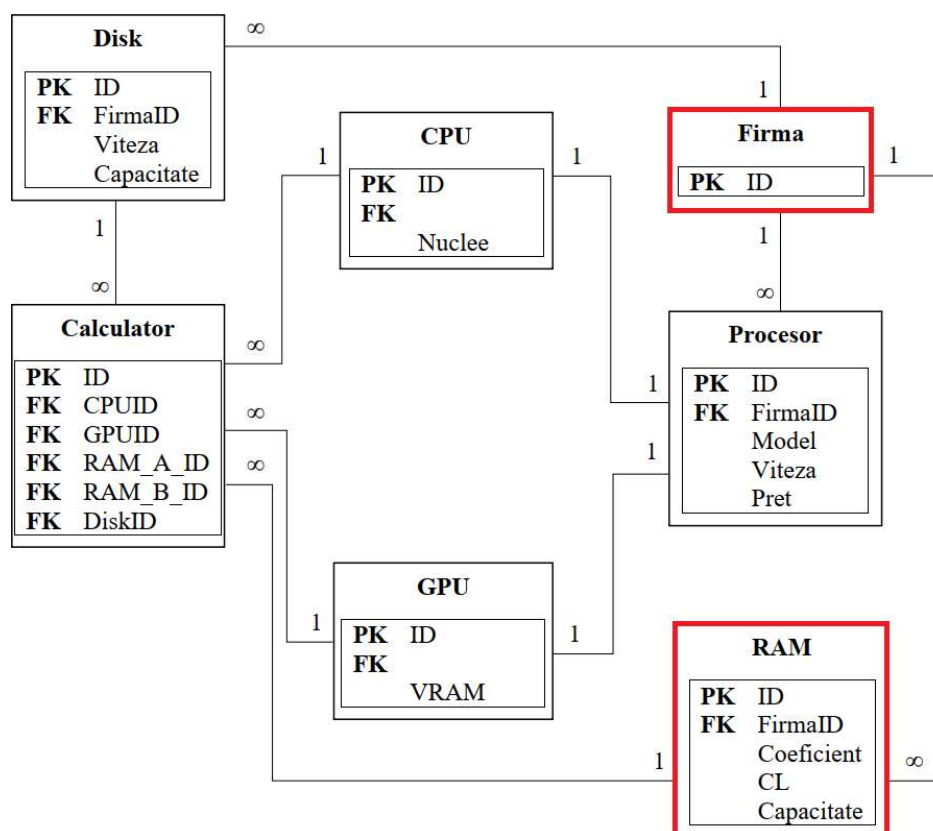 Disk
PK ID
FK FirmaID
Viteza
Capacitate
∞
1
1
∞
CPU
PK ID
FK
Nuclee
1
1
Firma
PK ID
1
1
1
∞
Calculator
PK ID
FK CPUID
FK GPUID
FK RAM_A_ID
FK RAM_B_ID
FK DiskID
∞
∞
∞
Procesor
PK ID
FK FirmaID
Model
Viteza
Pret
1
1
GPU
PK ID
FK
VRAM
1
1
RAM
PK ID
FK FirmaID
Coeficient
CL
Capacitate
1
∞